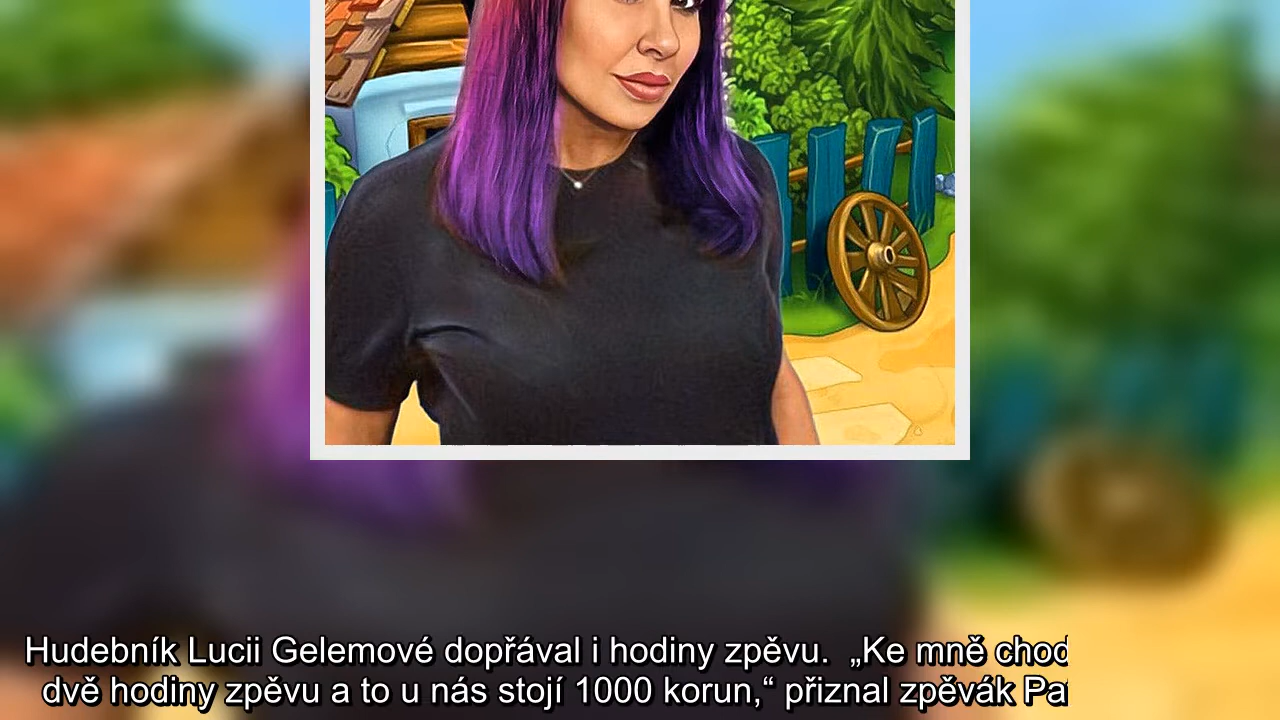 Hudebník Lucii Gelemové dopřával i hodiny zpěvu. „Ke mně chod
dvě hodiny zpěvu a to u nás stojí 1000 korun,“ přiznal zpěvák Pa